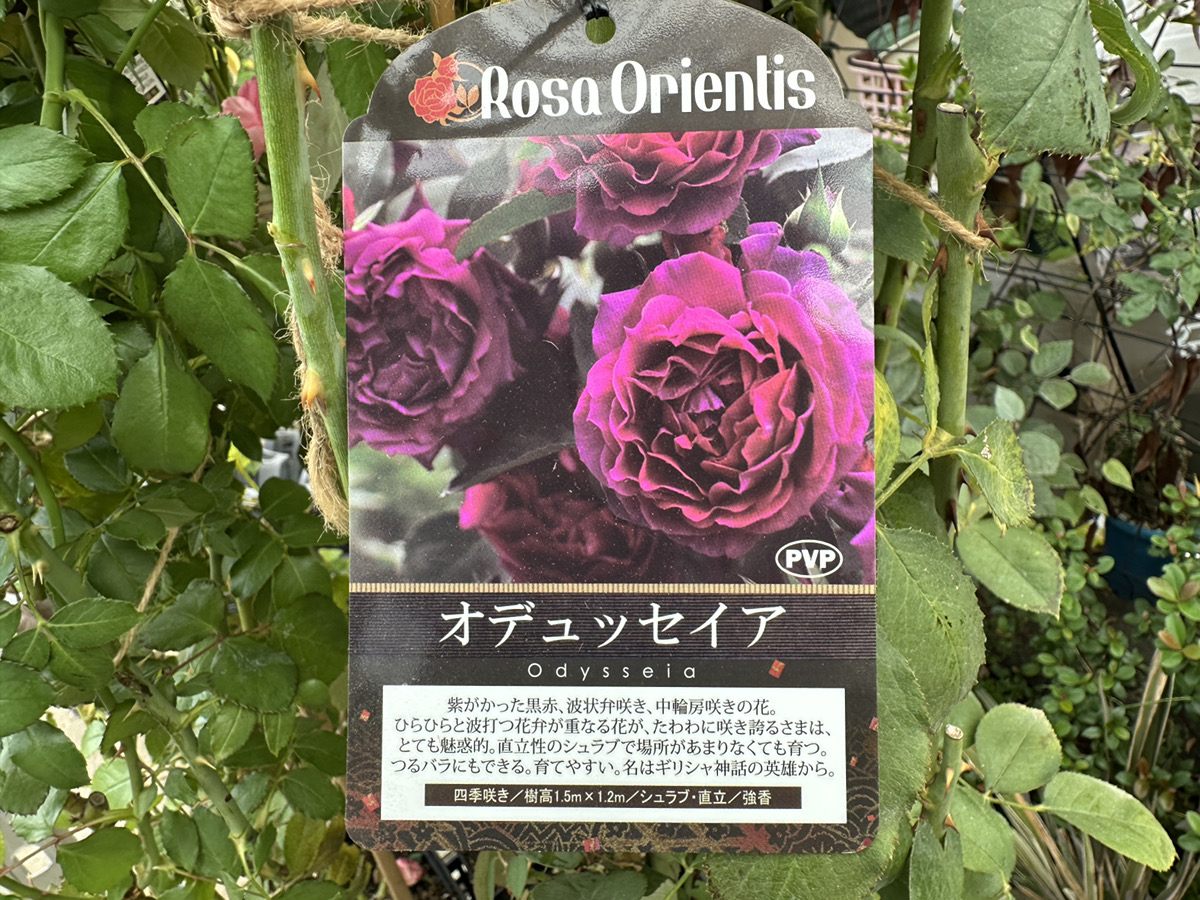 Rosa Orientis
PVP
オデュッセイア
Odysseia
紫がかった黒赤、波状弁咲き、中輪房咲きの花。
ひらひらと波打つ花弁が重なる花が、たわわに咲き誇るさまは、
とても魅惑的。直立性のシュラブで場所があまりなくても育つ。
つるバラにもできる。育てやすい。名はギリシャ神話の英雄から。
四季咲き／樹高1.5m×1.2m／シュラブ・直立／強香